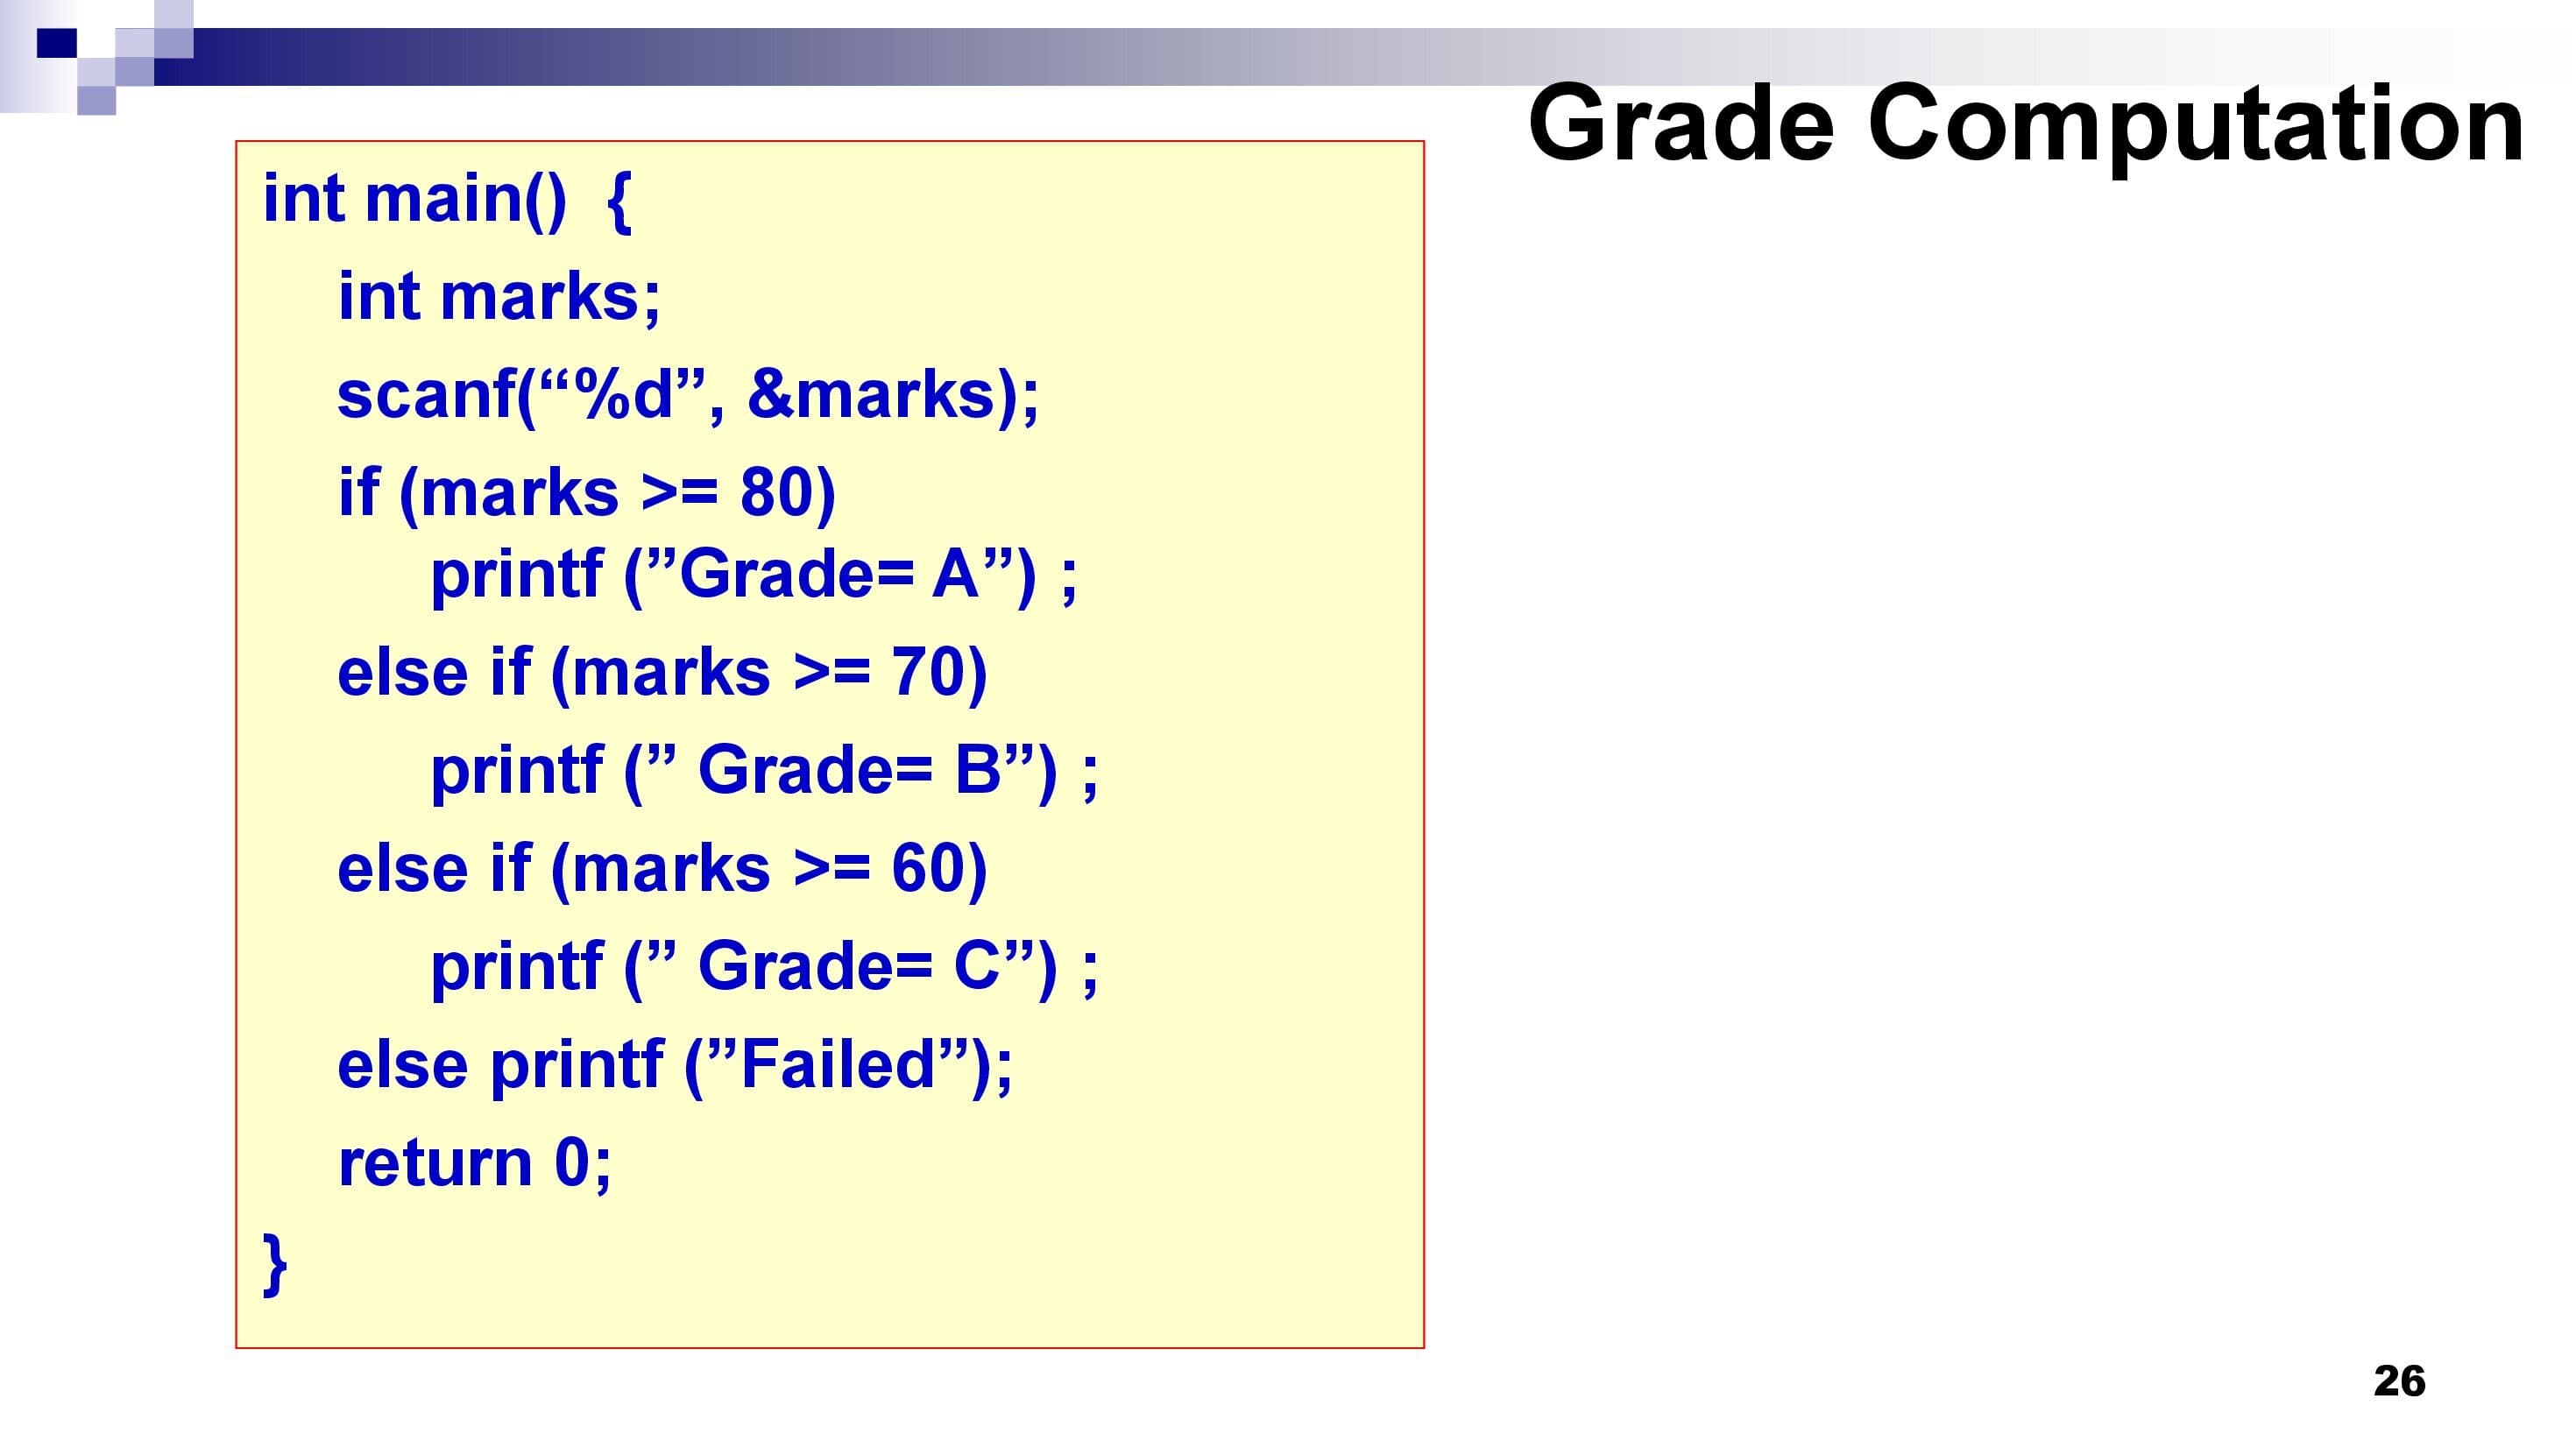 Grade Computation
int main()  {
int marks;
scanf(“%d”, &marks);
if (marks >= 80)
printf (”Grade= A”) ;
else if (marks >= 70)
printf (” Grade= B”) ;
else if (marks >= 60)
printf (” Grade= C”) ;
else printf (”Failed”);
return 0;
}
26